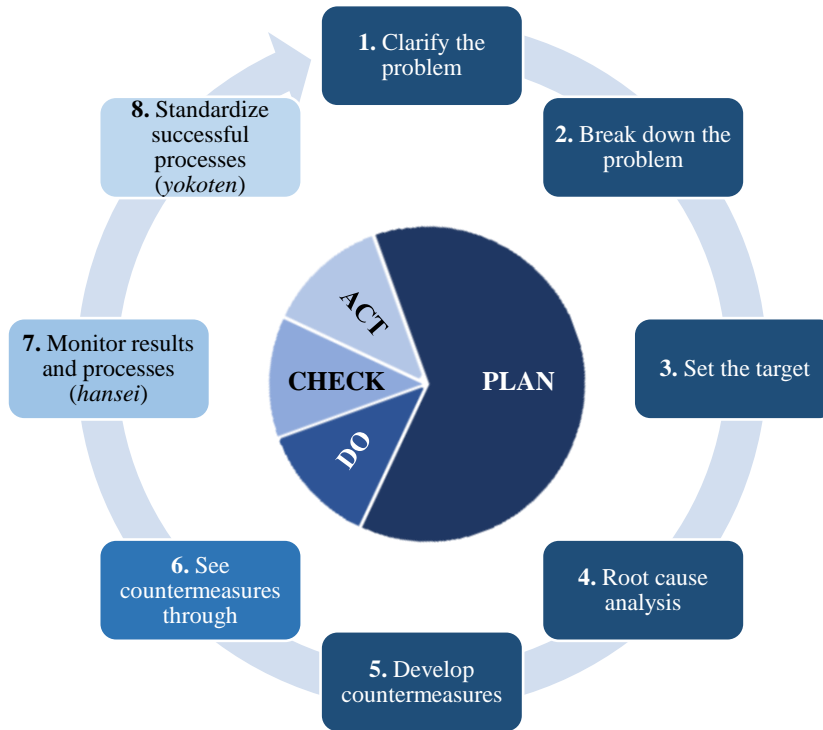 1. Clarify the
problem
2. Break down the
problem
3. Set the target
4. Root cause
analysis
5. Develop
countermeasures
6. See
countermeasures
through
7. Monitor results
and processes
(hansei)
8. Standardize
successful
processes
(yokoten)
PLAN
DO
CHECK
ACT